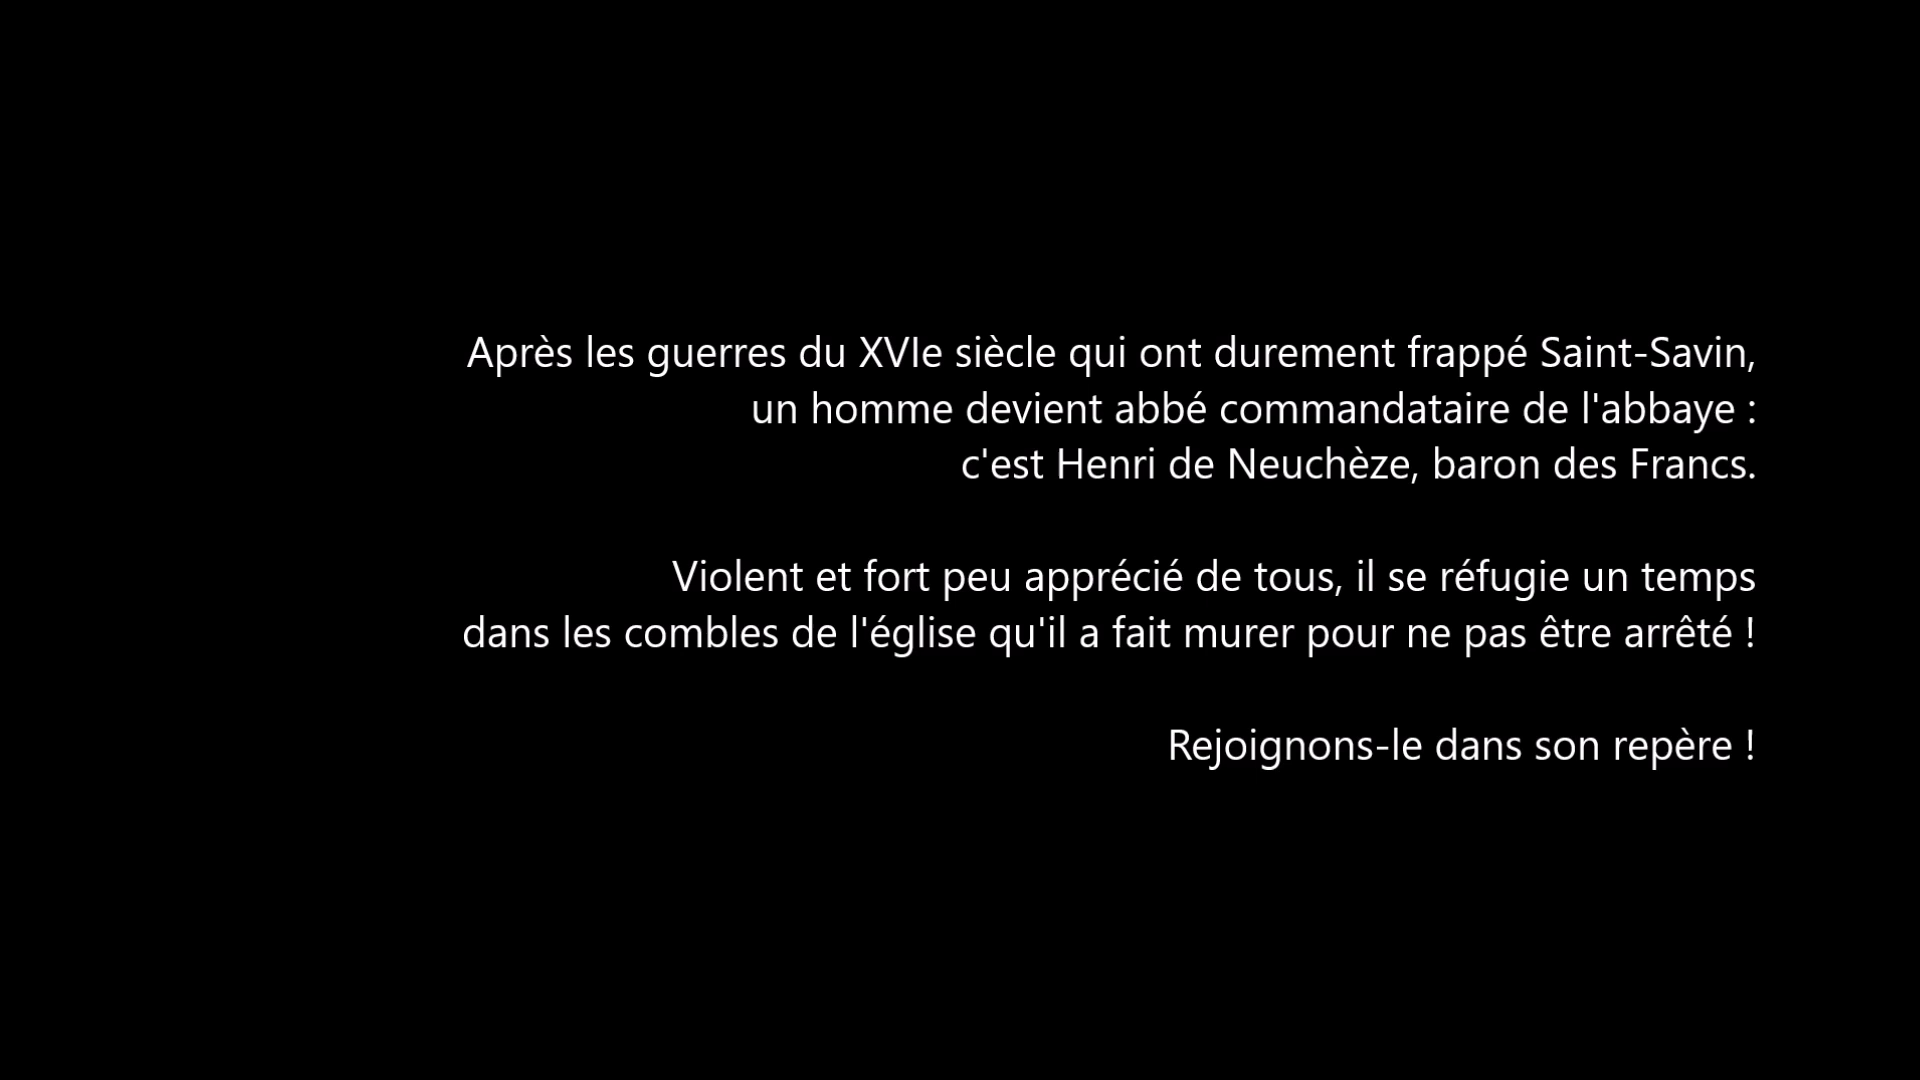 Après les guerres du XVIe siècle qui ont durement frappé Saint-Savin,
un homme devient abbé commandataire de l'abbaye :
c'est Henri de Neuchèze, baron des Francs.
Violent et fort peu apprécié de tous, il se réfugie un temps
dans les combles de l'église qu'il a fait murer pour ne pas être arrêté !
Rejoignons-le dans son repère !